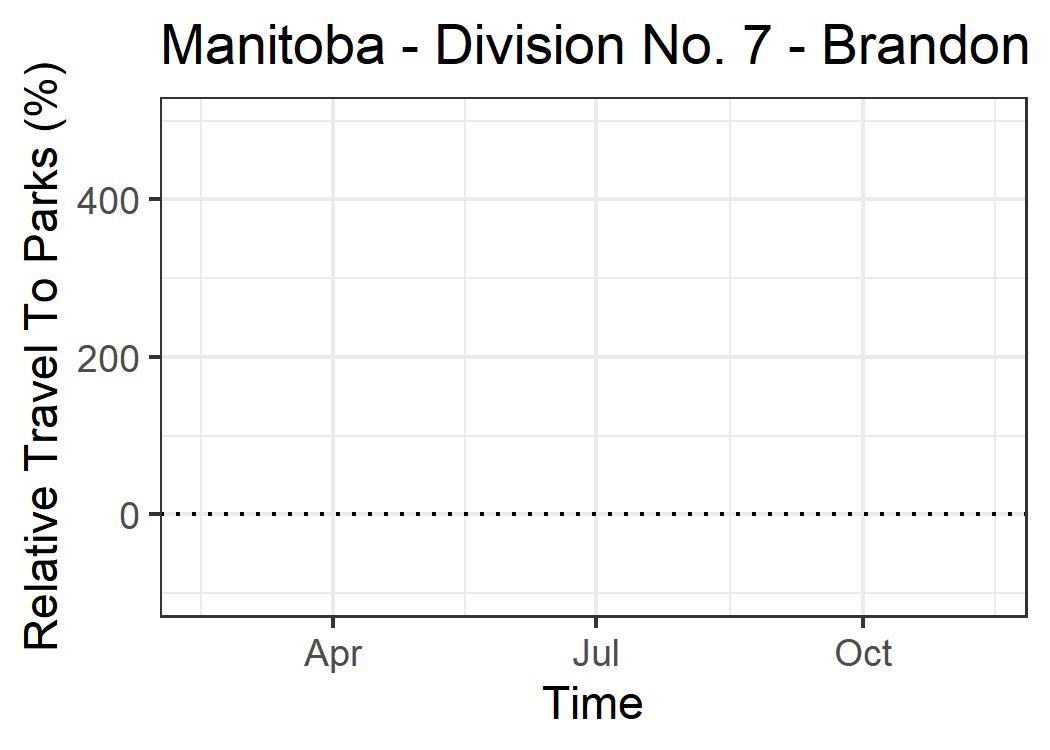 Manitoba - Division No. 7 - Brandon
Relative Travel To Parks (%)
400
200
0
Apr Jul Oct
Time